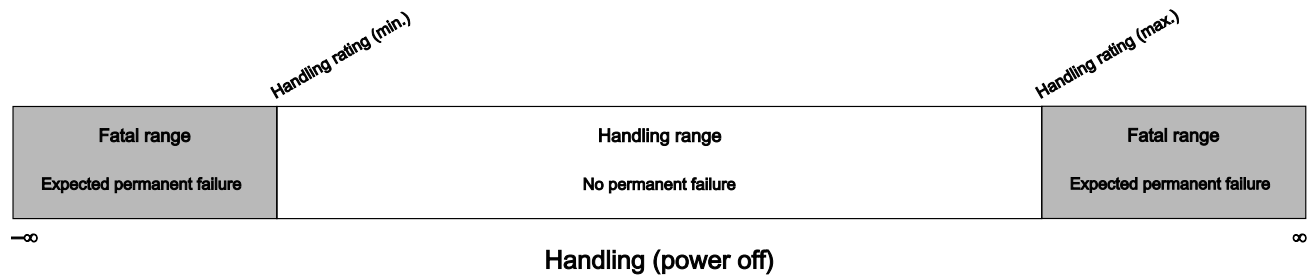 Handling rating (min.)
Handling rating (max.)
Fatal range
Handling range
Fatal range
Expected permanent failure
No permanent failure
Expected permanent failure
–∞
∞
Handling (power off)